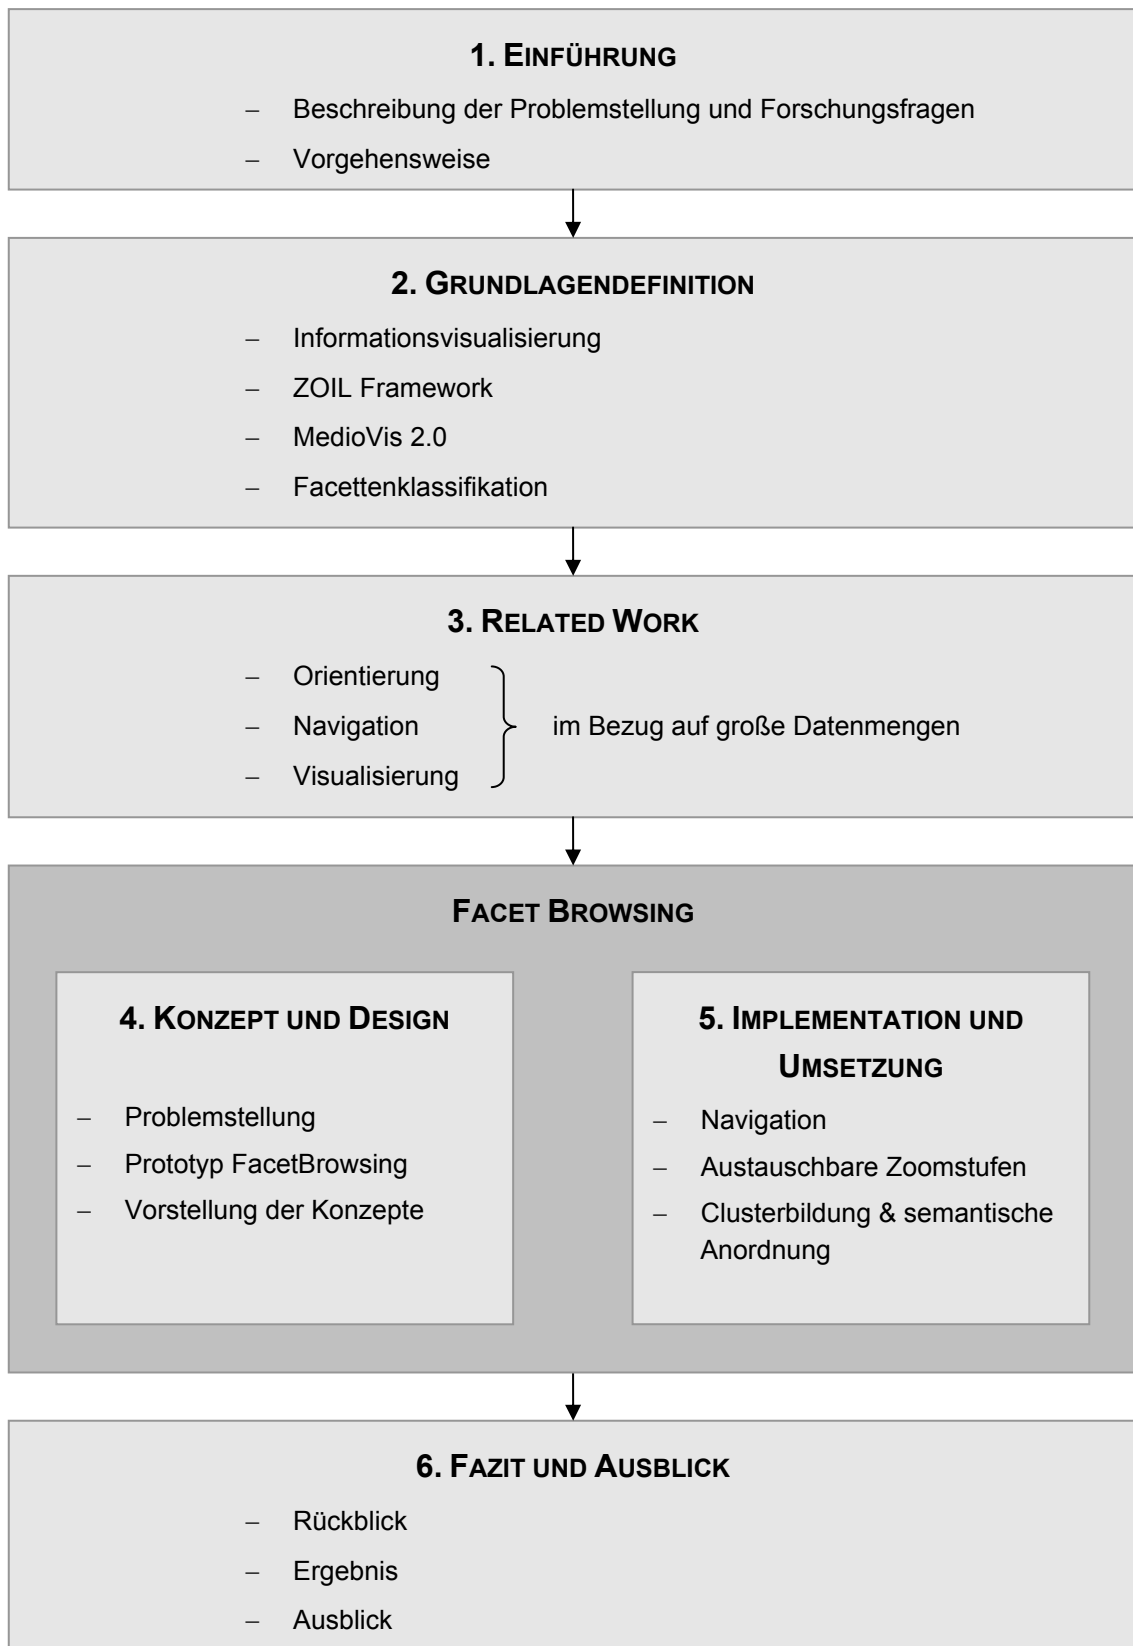 1. EINFÜHRUNG
– Beschreibung der Problemstellung und Forschungsfragen
– Vorgehensweise
2. GRUNDLAGENDEFINITION
– Informationsvisualisierung
– ZOIL Framework
– MedioVis 2.0
– Facettenklassifikation
3. RELATED WORK
– Orientierung
– Navigation
– Visualisierung
im Bezug auf große Datenmengen
FACET BROWSING
4. KONZEPT UND DESIGN
– Problemstellung
– Prototyp FacetBrowsing
– Vorstellung der Konzepte
5. IMPLEMENTATION UND
UMSETZUNG
– Navigation
– Austauschbare Zoomstufen
– Clusterbildung & semantische
Anordnung
6. FAZIT UND AUSBLICK
– Rückblick
– Ergebnis
– Ausblick